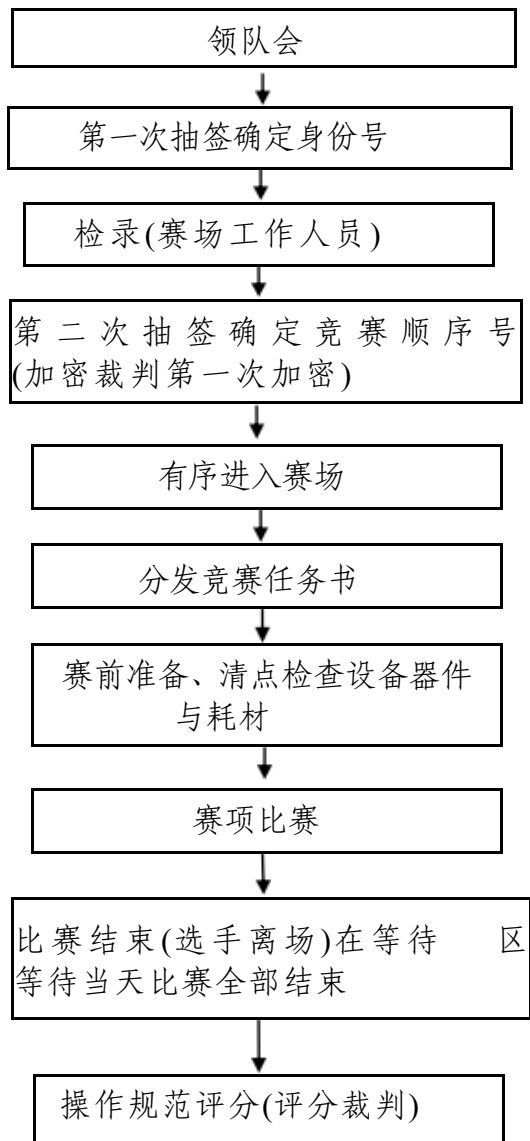 领队会
第一次抽签确定身份号
检录(赛场工作人员)
第二次抽签确定竞赛顺序号
(加密裁判第一次加密)
有序进入赛场
分发竞赛任务书
赛前准备、清点检查设备器件
与耗材
赛项比赛
比赛结束(选手离场)在等待 区
等待当天比赛全部结束
操作规范评分(评分裁判)